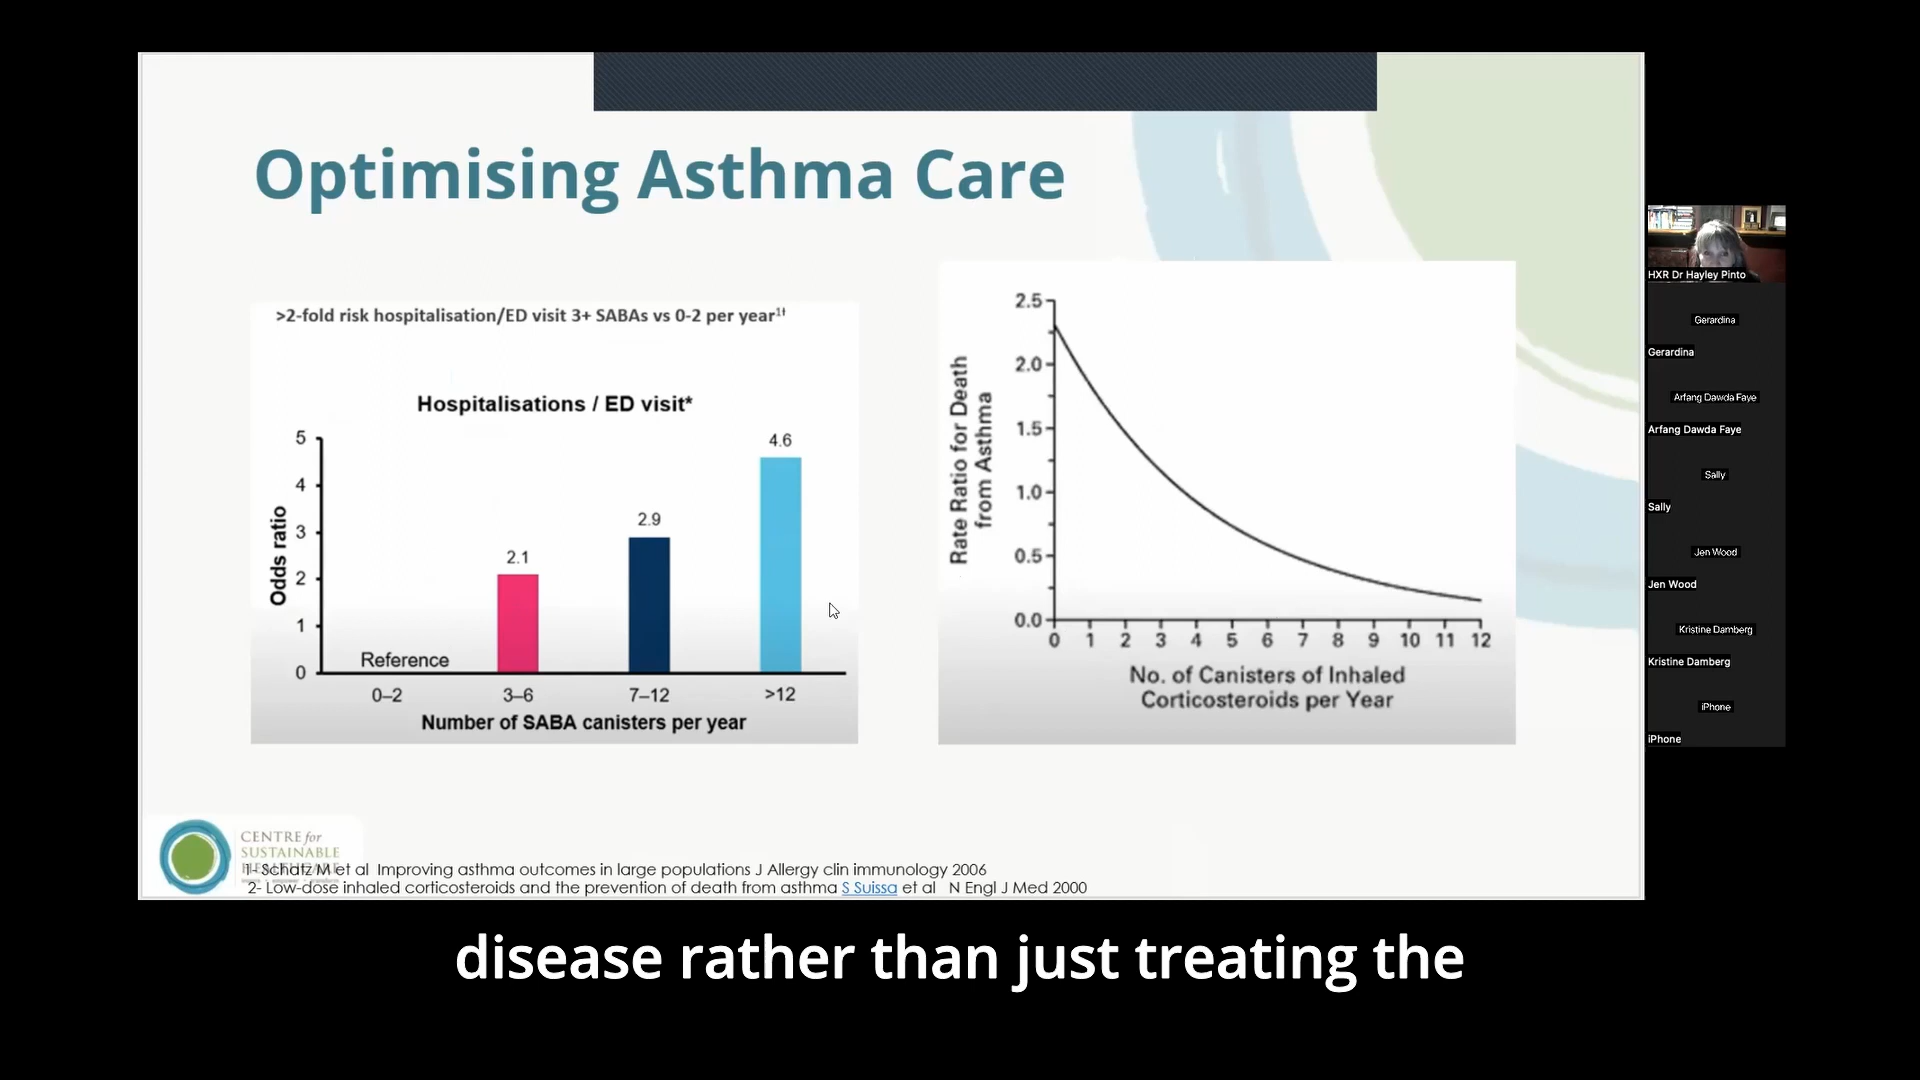 Optimising Asthma Care
>2-fold risk hospitalisation/ED visit 3+ SABAs vs 0-2 per year¹†
Hospitalisations / ED visit*
Odds ratio
5
4
3
2
1
0
Reference
2.1
2.9
4.6
0–2
3–6
7–12
>12
Number of SABA canisters per year
Rate Ratio for Death
from Asthma
2.5
2.0
1.5
1.0
0.5
0.0
0 1 2 3 4 5 6 7 8 9 10 11 12
No. of Canisters of Inhaled
Corticosteroids per Year
CENTRE for
SUSTAINABLE
1- Schatz M et al Improving asthma outcomes in large populations J Allergy clin immunology 2006
2- Low-dose inhaled corticosteroids and the prevention of death from asthma S Suissa et al N Engl J Med 2000
HXR Dr Hayley Pinto
Gerardina
Gerardina
Arfang Dawda Faye
Arfang Dawda Faye
Sally
Sally
Jen Wood
Jen Wood
Kristine Damberg
Kristine Damberg
iPhone
iPhone
disease rather than just treating the